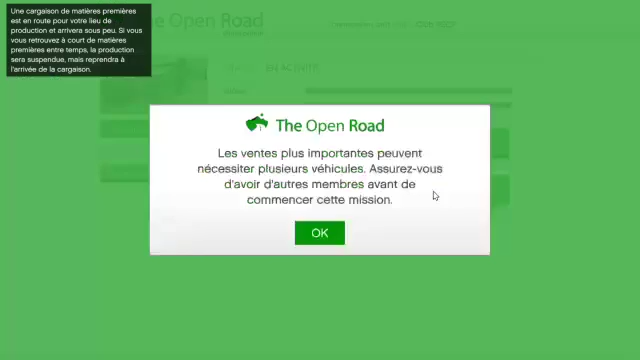 Une cargaison de matières premières
est en route pour votre lieu de
production et arrivera sous peu. Si vous
vous retrouvez à court de matières
premières entre temps, la production
sera suspendue, mais reprendra à
l'arrivée de la cargaison.
The Open Road
EN ACTIVITÉ
The Open Road
Les ventes plus importantes peuvent
nécessiter plusieurs véhicules. Assurez-vous
d'avoir d'autres membres avant de
commencer cette mission.
OK